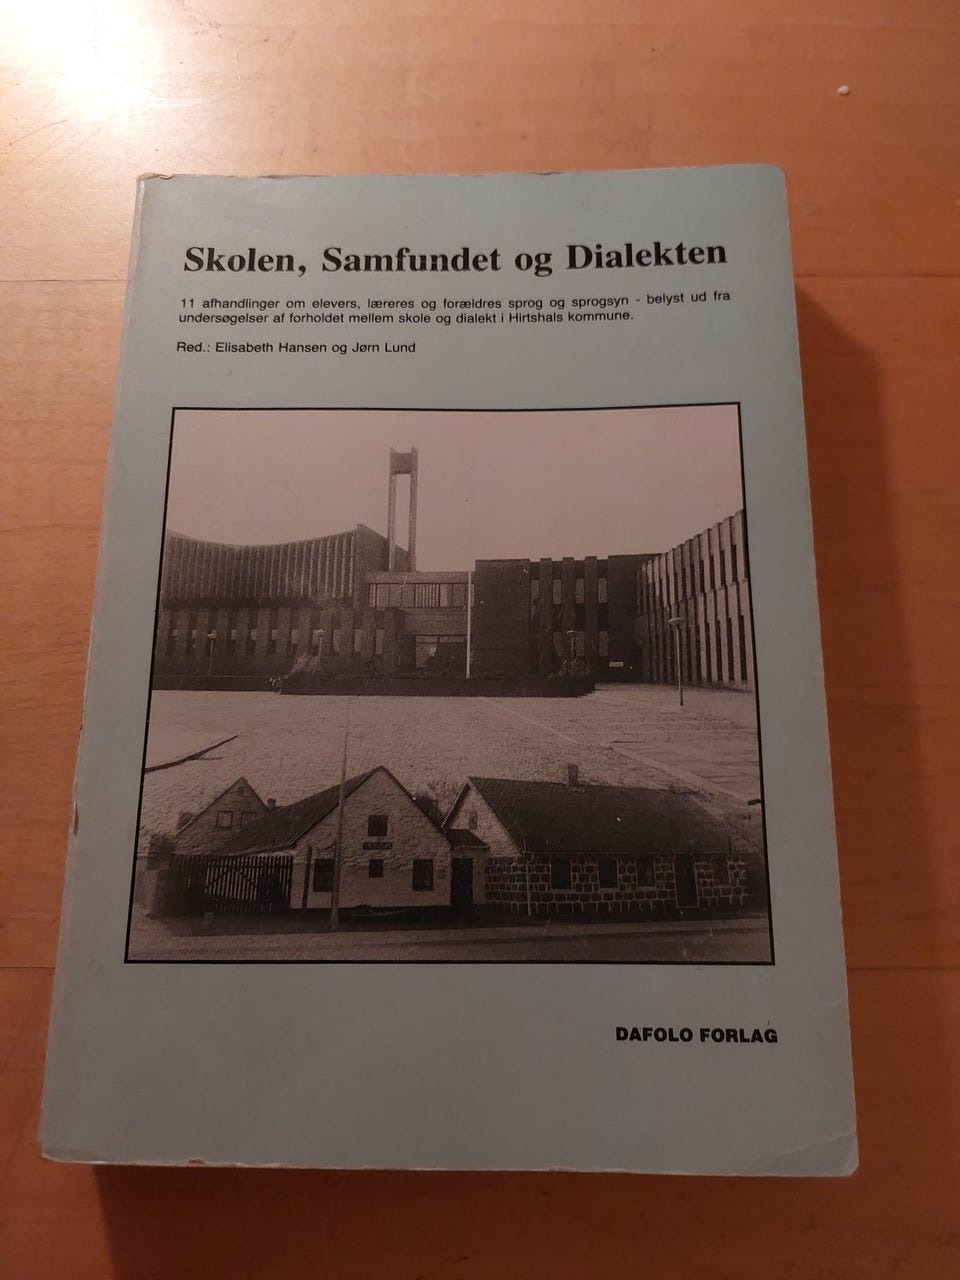 Skolen, Samfundet og Dialekten
11 afhandlinger om elevers, læreres og forældres sprog og sprogsyn - belyst ud fra
undersøgelser af forholdet mellem skole og dialekt i Hirtshals kommune.
Red.: Elisabeth Hansen og Jørn Lund
DAFOLO FORLAG